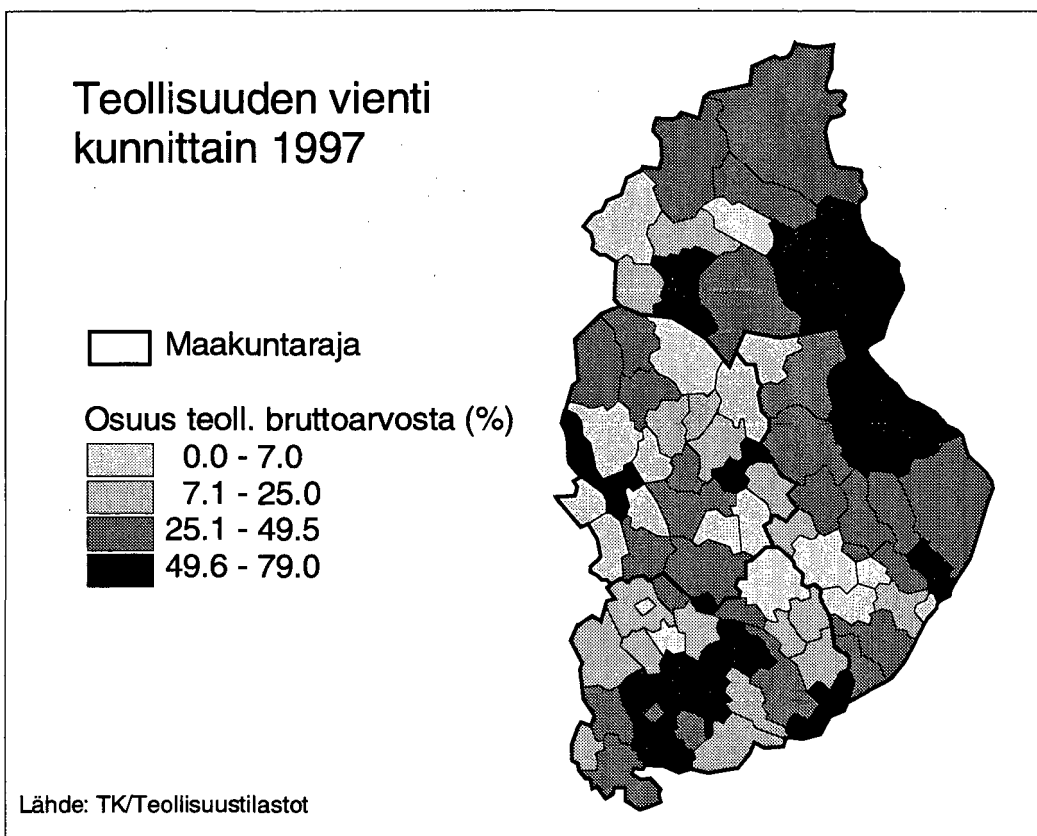 Teollisuuden vienti
kunnittain 1997
Maakuntaraja
Osuus teoll. bruttoarvosta (%)
0.0 - 7.0
7.1 - 25.0
25.1 - 49.5
49.6 - 79.0
Lähde: TK/Teollisuustilastot